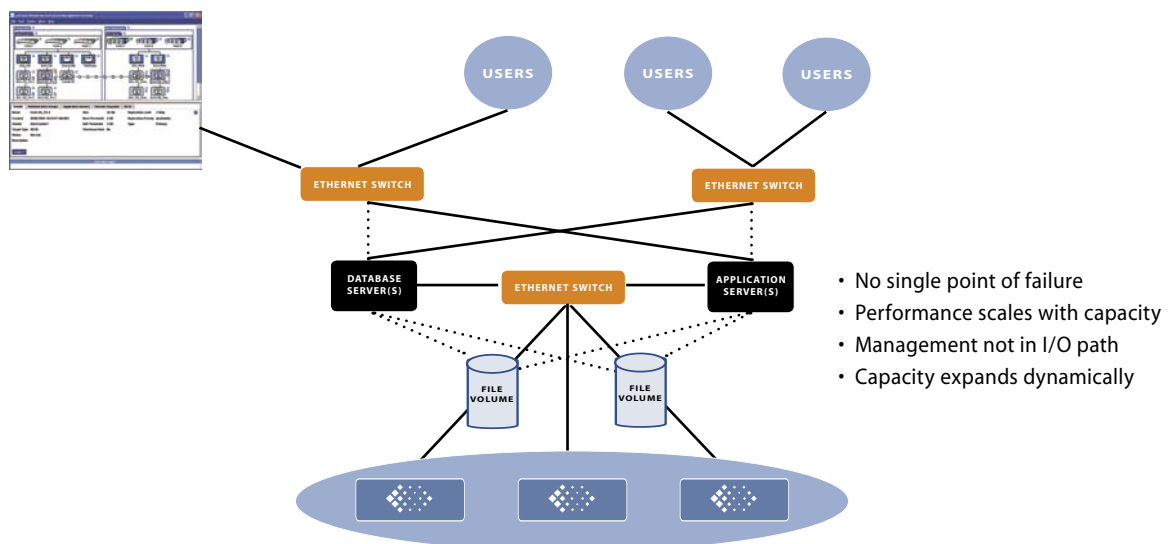 USERS
USERS
USERS
ETHERNET SWITCH
ETHERNET SWITCH
DATABASE
SERVER(S)
ETHERNET SWITCH
APPLICATION
SERVER(S)
• No single point of failure
• Performance scales with capacity
• Management not in I/O path
• Capacity expands dynamically
FILE
VOLUME
FILE
VOLUME